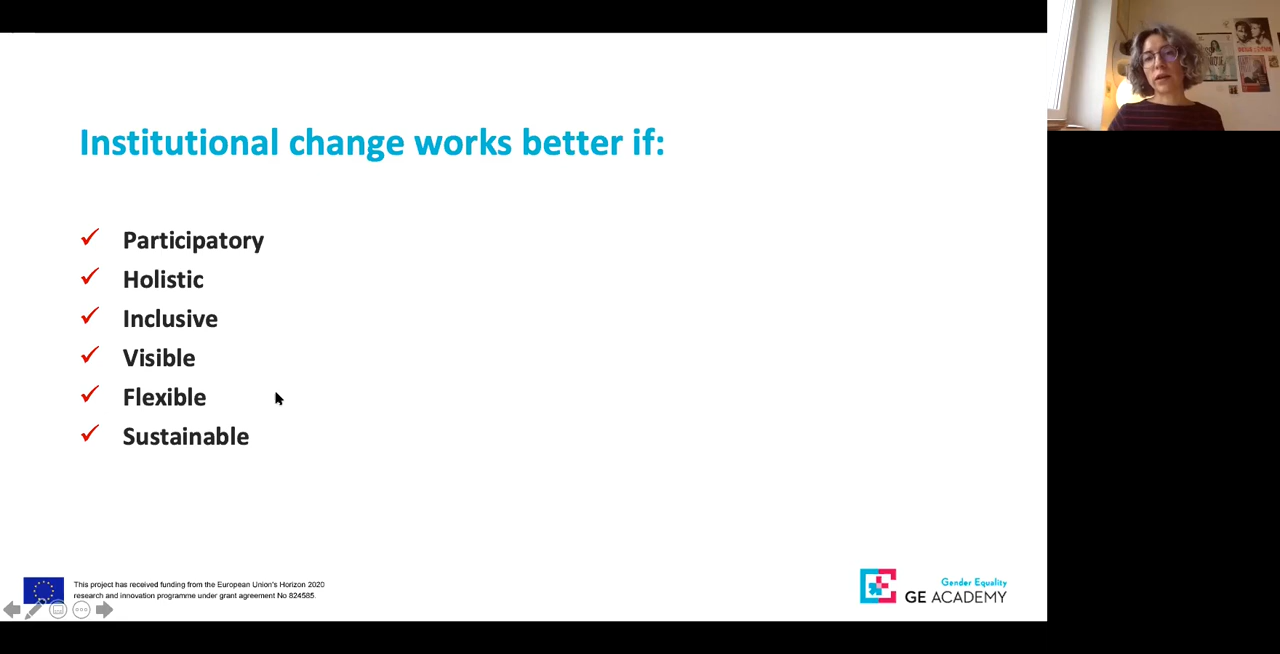 Institutional change works better if:
Participatory
Holistic
Inclusive
Visible
Flexible
Sustainable
This project has received funding from the European Union's Horizon 2020
research and innovation programme under grant agreement No 824585.
Gender Equality
GE ACADEMY